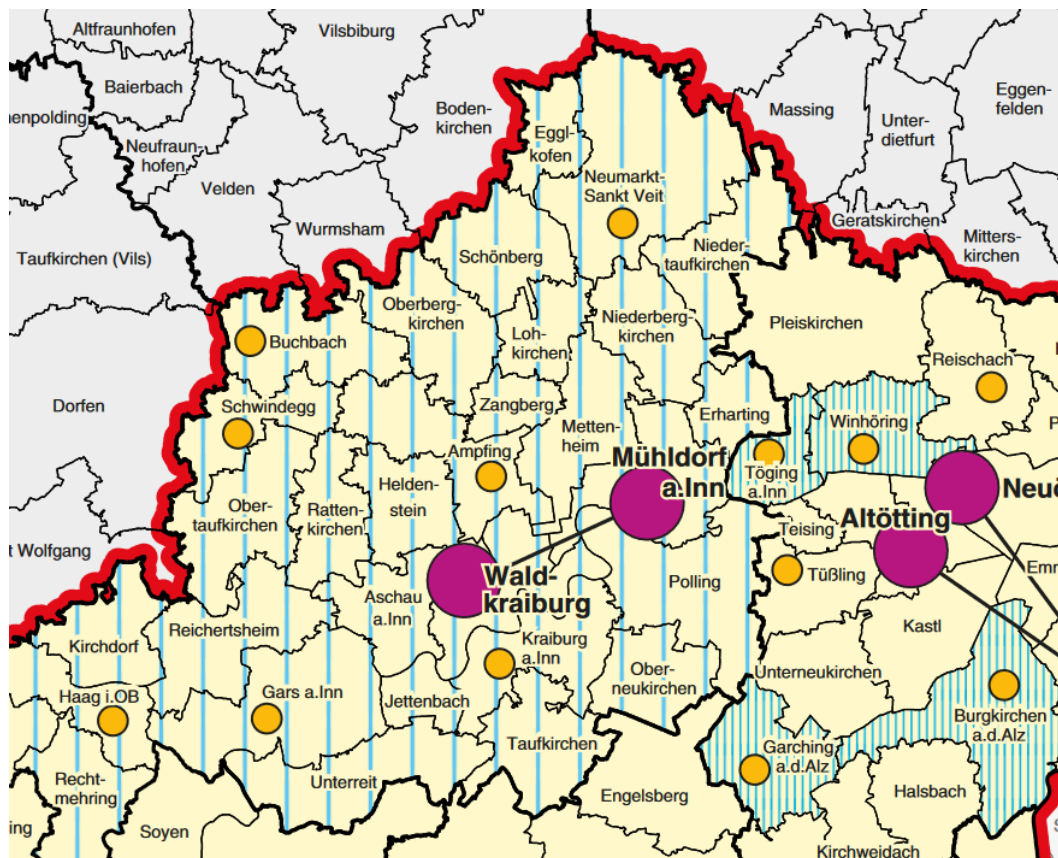 Altfraunhofen
Vilsbiburg
Baierbach
Massing
Eggen-
felden
enpolding
Boden-
kirchen
Unter-
dietfurt
Neufraun-
hofen
Eggl-
kofen
Velden
Neumarkt-
Sankt Veit
Wurmsham
Geratskirchen
Mitters-
kirchen
Taufkirchen (Vils)
Schönberg
Nieder-
taufkirchen
Oberberg-
kirchen
Niederberg-
kirchen
Pleiskirchen
Buchbach
Loh-
kirchen
Reischach
Dorfen
Schwindegg
Zangberg
Erharting
Winhöring
Metten-
heim
Ampfing
Mühldorf
a.Inn
Töging
a.Inn
Helden-
stein
Neuö
Ober-
taufkirchen
Ratten-
kirchen
Altötting
Teising
t Wolfgang
Wald-
kraiburg
Tüßling
Emr
Aschau
a.Inn
Polling
Kastl
Reichertsheim
Kirchdorf
Kraiburg
a.Inn
Ober-
neukirchen
Unterneukirchen
Haag i.OB
Gars a.Inn
Jettenbach
Burgkirchen
a.d.Alz
Taufkirchen
Garching
a.d.Alz
Recht-
mehring
Unterreit
Engelsberg
Halsbach
ing
Soyen
Kirchweidach